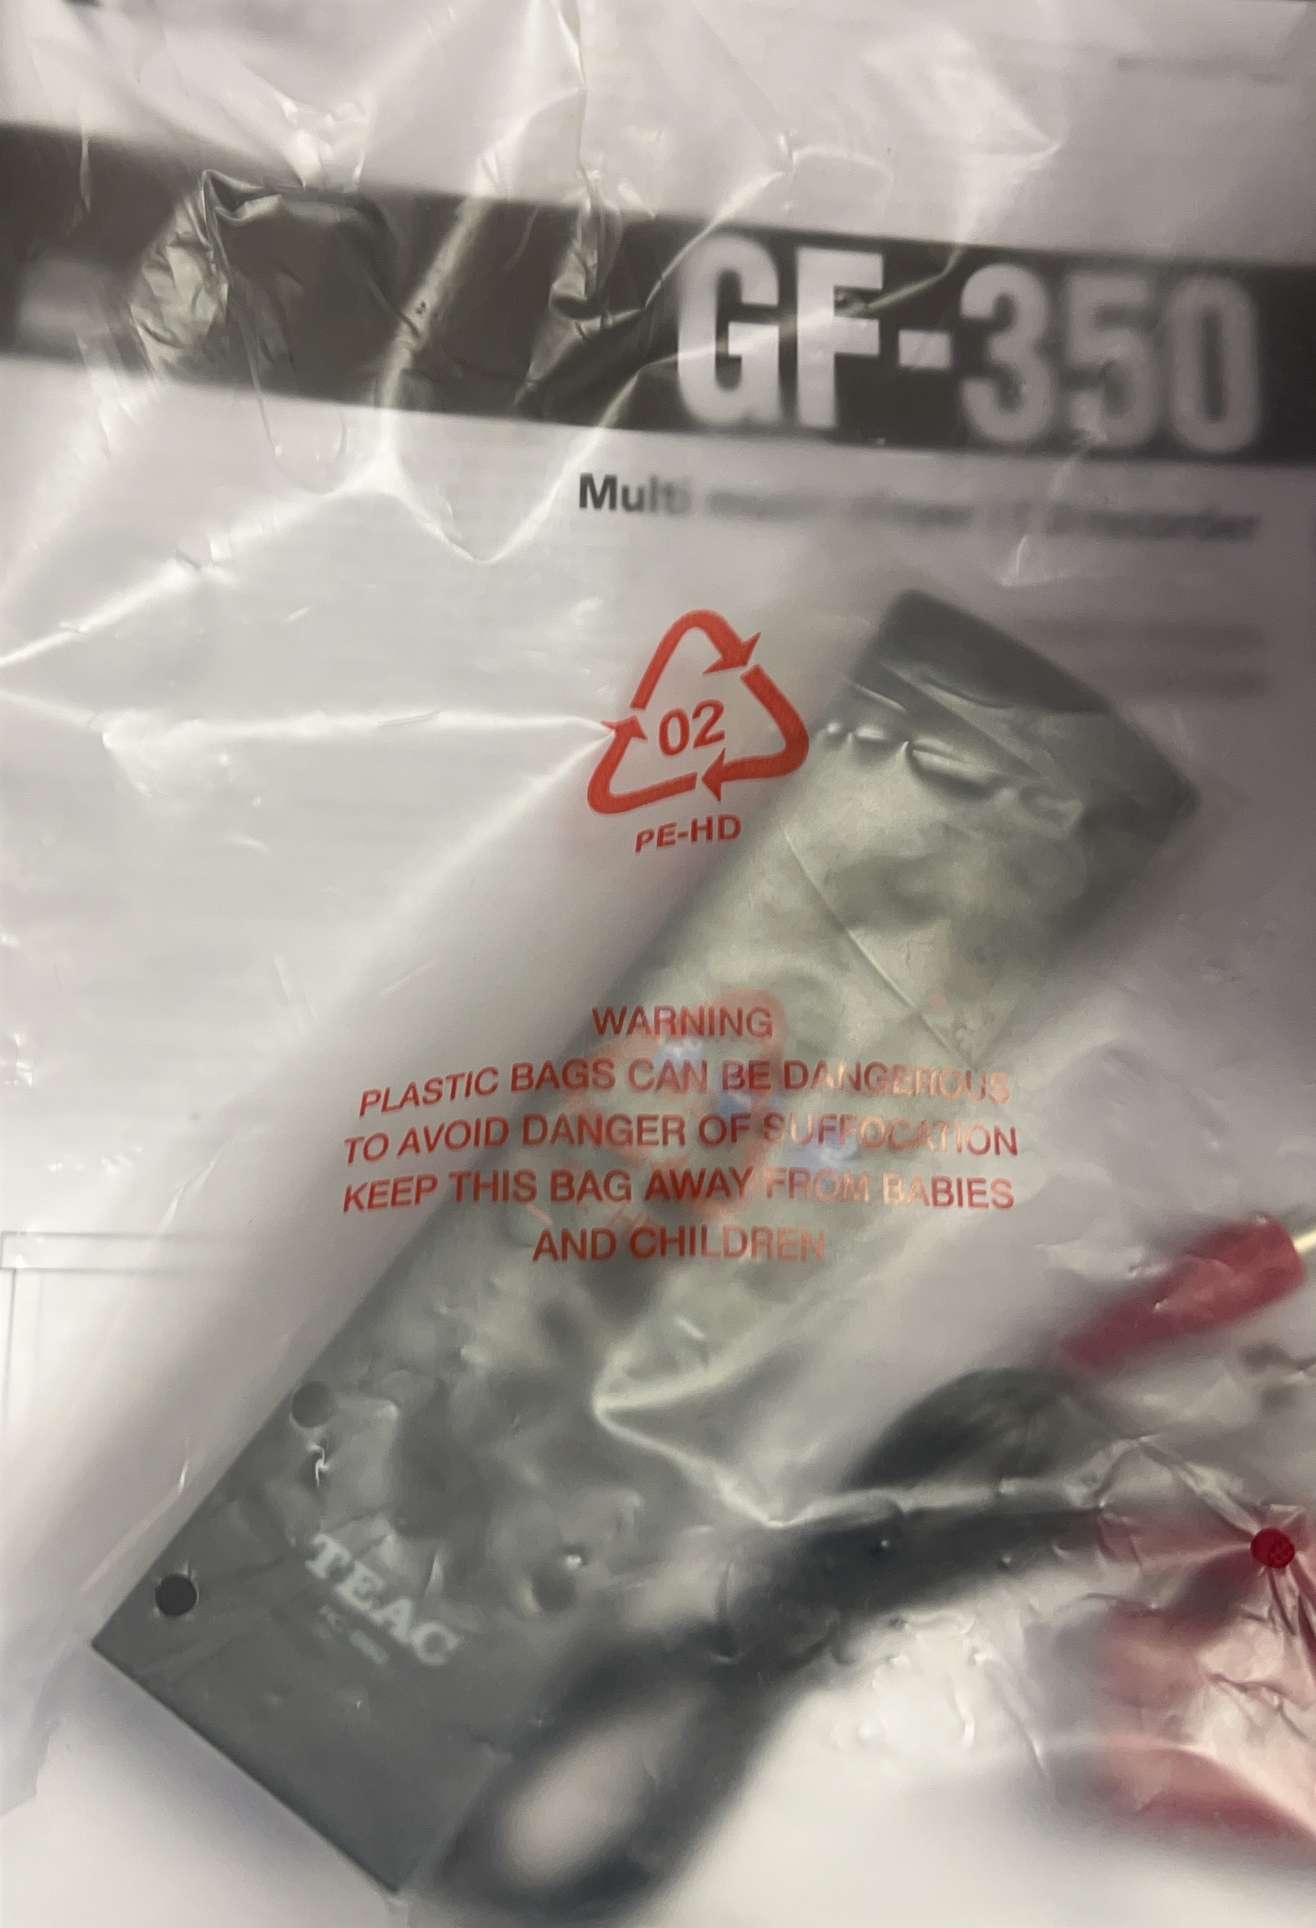 GF-350
Multi recorder
02
PE-HD
WARNING
PLASTIC BAGS CAN BE DANGEROUS
TO AVOID DANGER OF SUFFOCATION
KEEP THIS BAG AWAY FROM BABIES
AND CHILDREN
TEAC